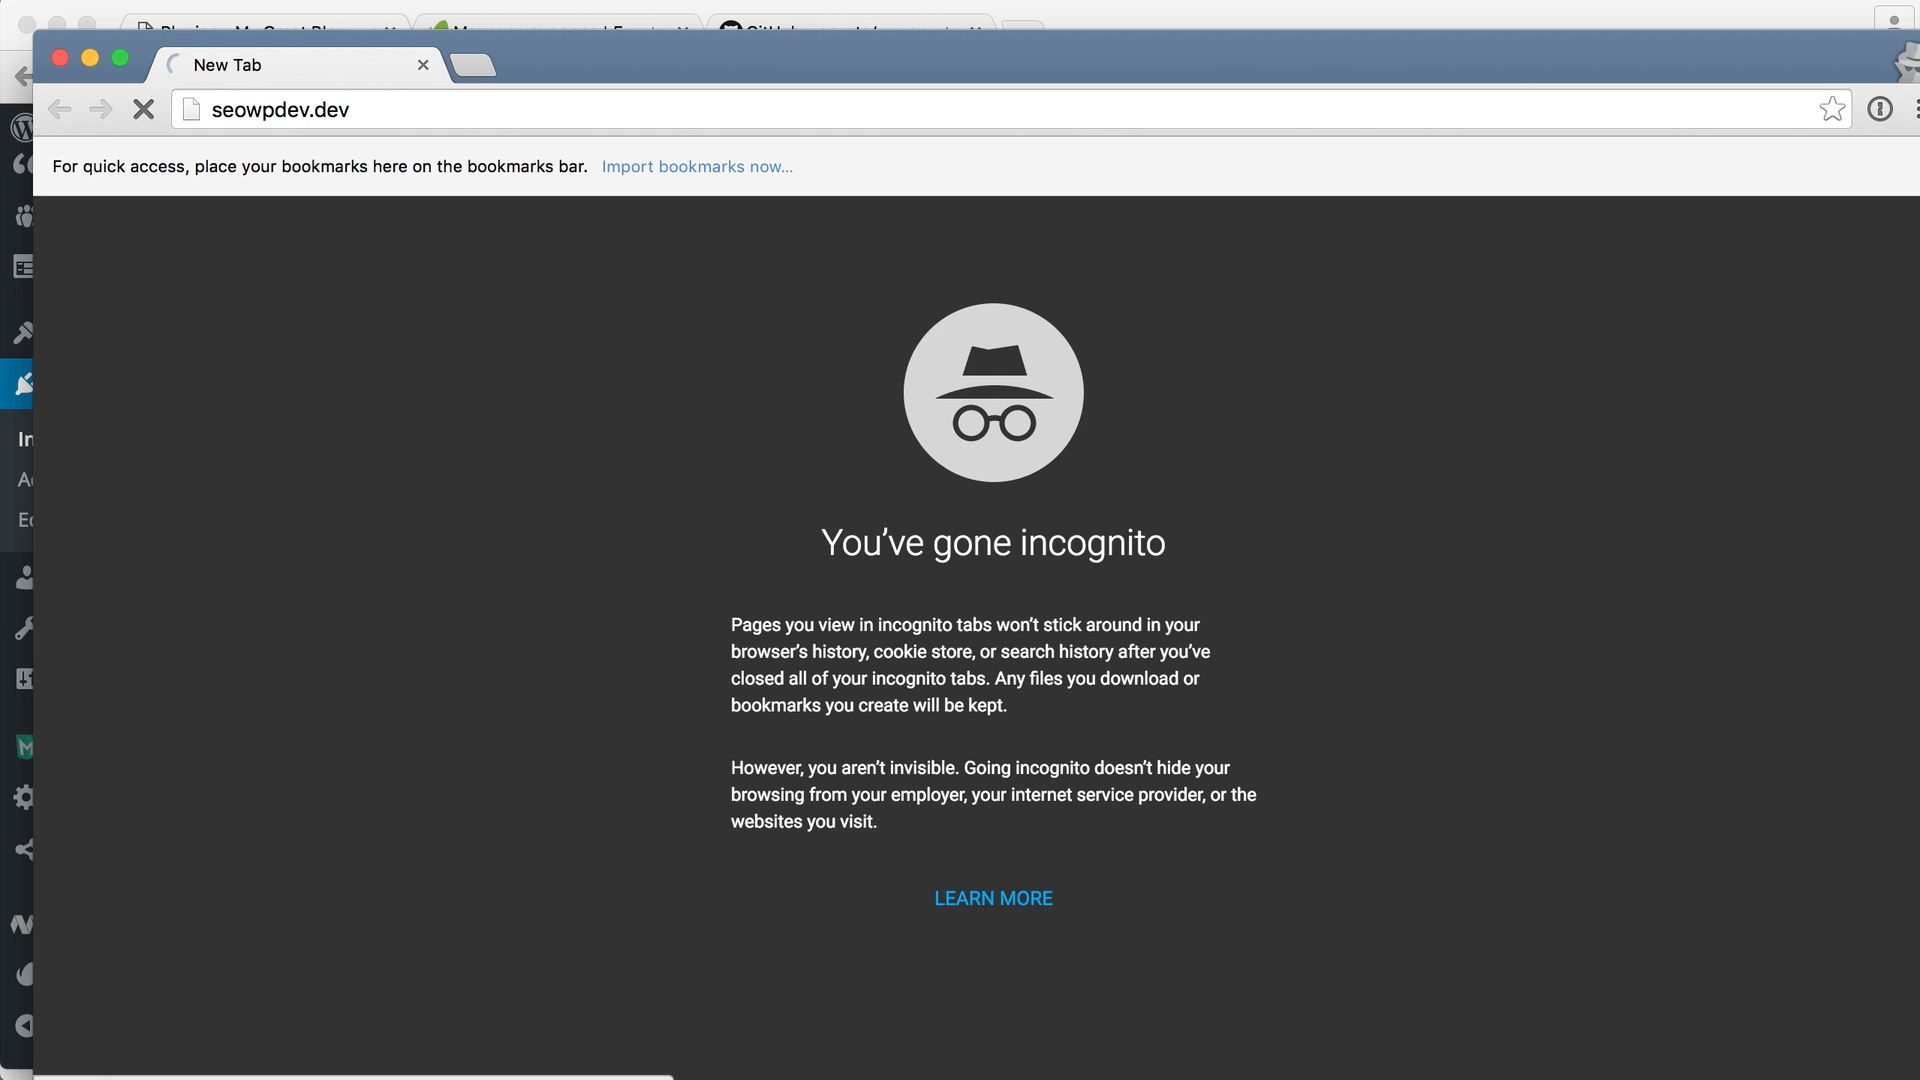 New Tab
seowpdev.dev
For quick access, place your bookmarks here on the bookmarks bar. Import bookmarks now...
You've gone incognito
Pages you view in incognito tabs won't stick around in your
browser's history, cookie store, or search history after you've
closed all of your incognito tabs. Any files you download or
bookmarks you create will be kept.
However, you aren't invisible. Going incognito doesn't hide your
browsing from your employer, your internet service provider, or the
websites you visit.
LEARN MORE